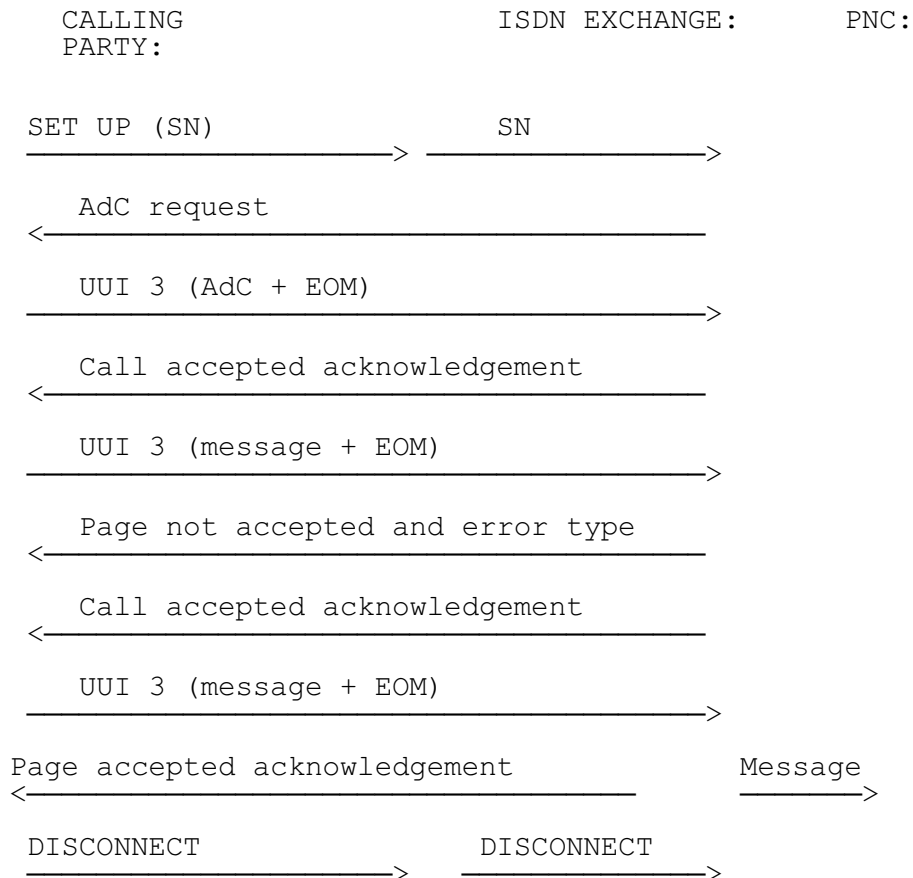 CALLING ISDN EXCHANGE: PNC:
PARTY:
SET UP (SN) SN
AdC request
UUI 3 (AdC + EOM)
Call accepted acknowledgement
UUI 3 (message + EOM)
Page not accepted and error type
Call accepted acknowledgement
UUI 3 (message + EOM)
Page accepted acknowledgement Message
DISCONNECT DISCONNECT